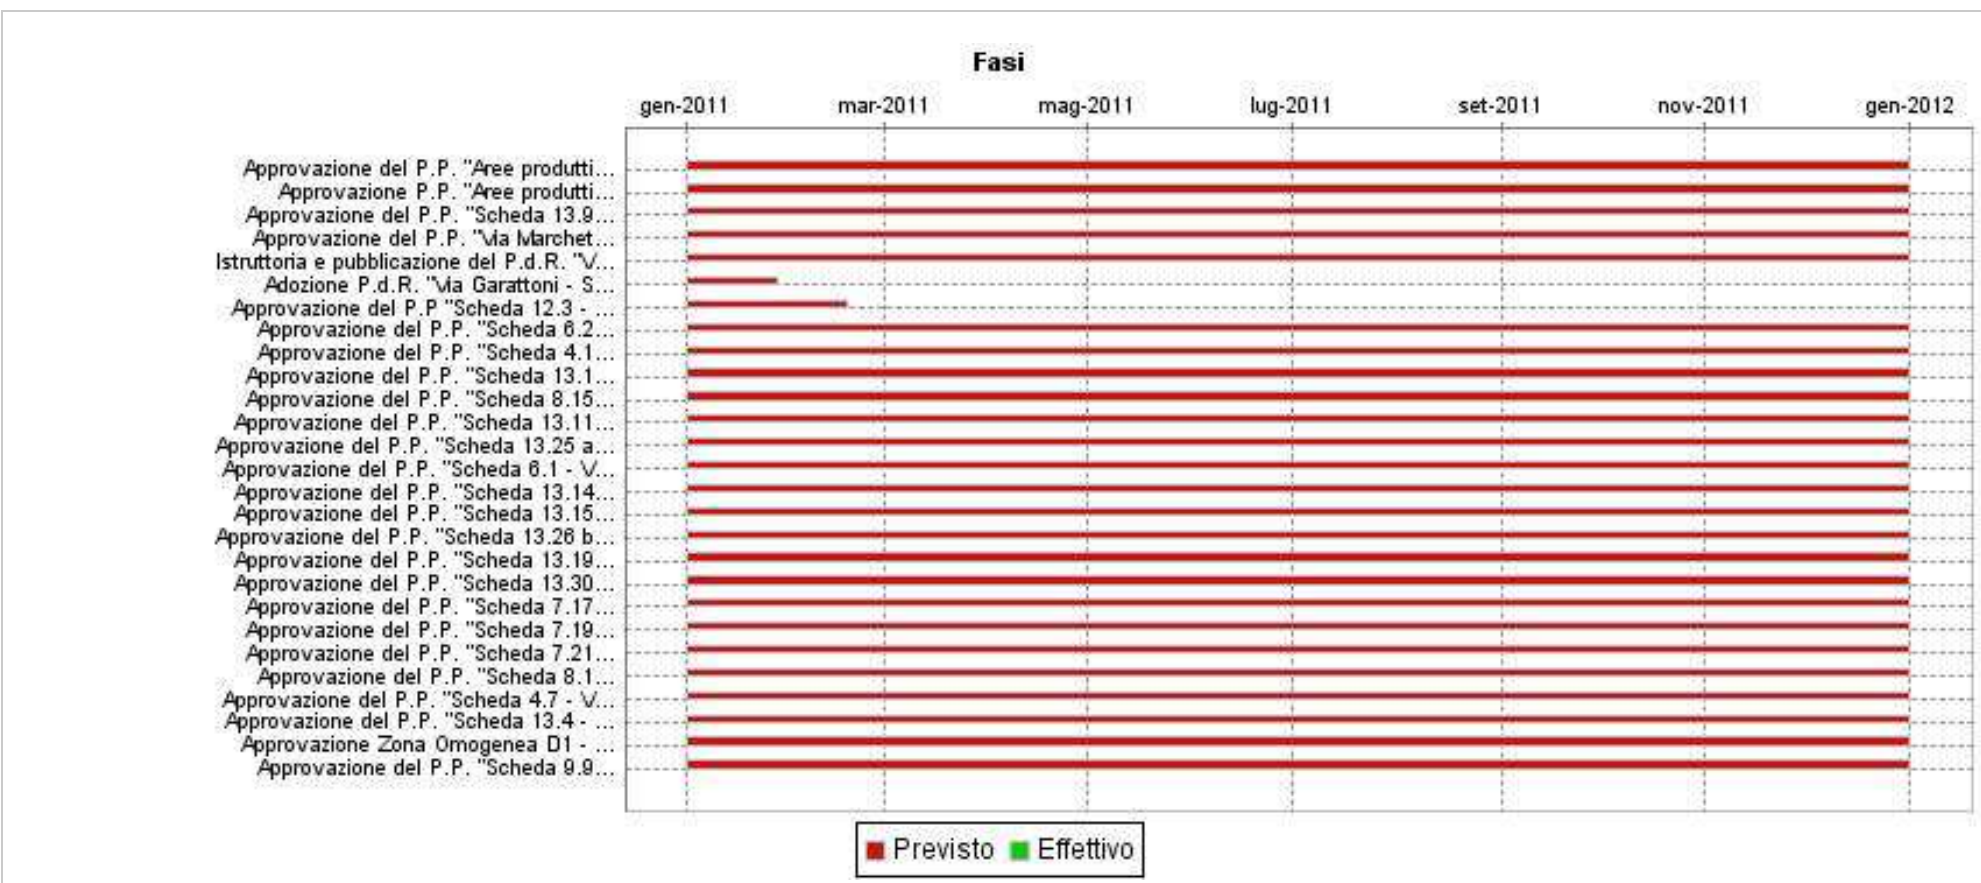 Fasi
gen-2011 mar-2011 mag-2011 lug-2011 set-2011 nov-2011 gen-2012
Approvazione del P.P. "Aree produtti...
Approvazione P.P. "Aree produtti...
Approvazione del P.P. "Scheda 13.9...
Approvazione del P.P. "via Marchet...
Istruttoria e pubblicazione del P.d.R. "V...
Adozione P.d.R. "via Garattoni - S...
Approvazione del P.P "Scheda 12.3 - ...
Approvazione del P.P. "Scheda 6.2...
Approvazione del P.P. "Scheda 4.1...
Approvazione del P.P. "Scheda 13.1...
Approvazione del P.P. "Scheda 8.15...
Approvazione del P.P. "Scheda 13.11...
Approvazione del P.P. "Scheda 13.25 a...
Approvazione del P.P. "Scheda 6.1 - V...
Approvazione del P.P. "Scheda 13.14...
Approvazione del P.P. "Scheda 13.15...
Approvazione del P.P. "Scheda 13.26 b...
Approvazione del P.P. "Scheda 13.19...
Approvazione del P.P. "Scheda 13.30...
Approvazione del P.P. "Scheda 7.17...
Approvazione del P.P. "Scheda 7.19...
Approvazione del P.P. "Scheda 7.21...
Approvazione del P.P. "Scheda 8.1...
Approvazione del P.P. "Scheda 4.7 - V...
Approvazione del P.P. "Scheda 13.4 - ...
Approvazione Zona Omogenea D1 - ...
Approvazione del P.P. "Scheda 9.9...
Previsto Effettivo